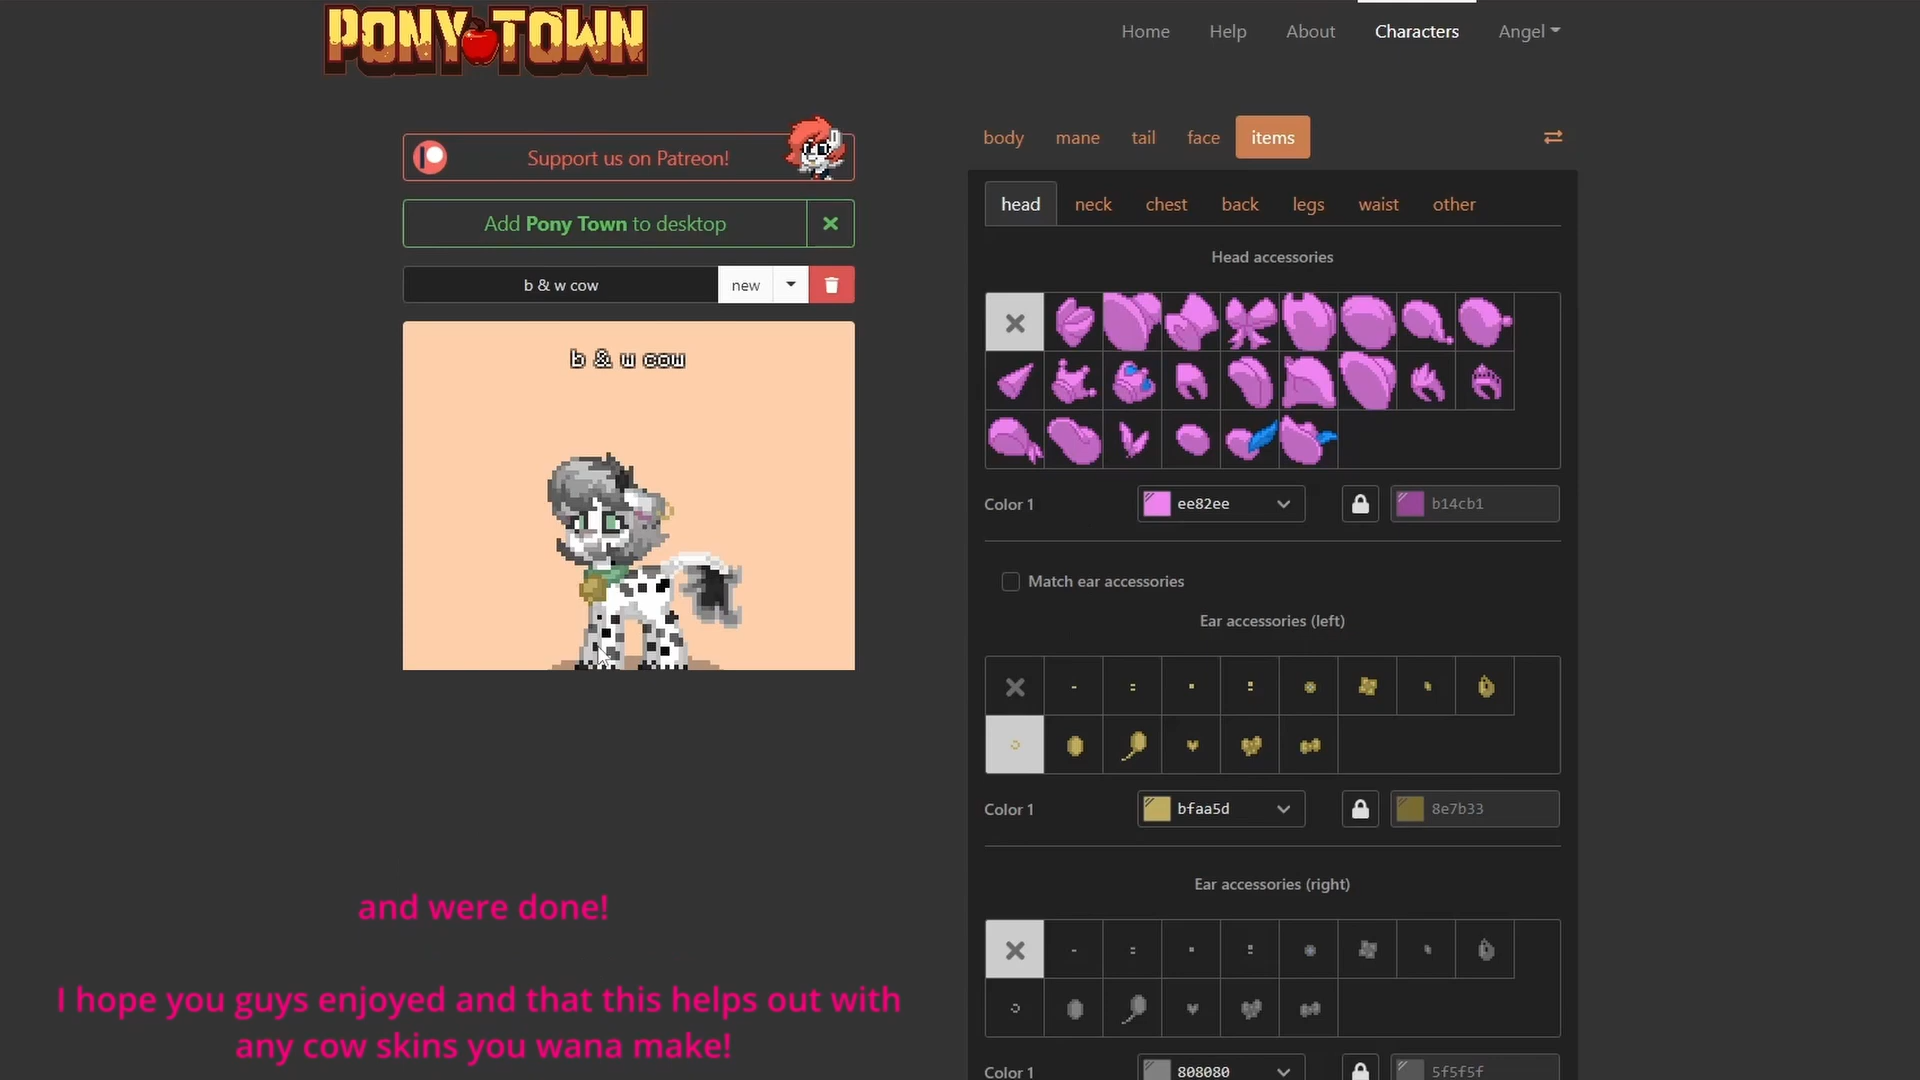 PONY TOWN
Home Help About Characters Angel
Support us on Patreon!
Add Pony Town to desktop
b & w cow new
b & w cow
body mane tail face items
head neck chest back legs waist other
Head accessories
Color 1 ee82ee b14cb1
Match ear accessories
Ear accessories (left)
Color 1 bfaa5d 8e7b33
Ear accessories (right)
Color 1 808080 5f5f5f
and were done!
I hope you guys enjoyed and that this helps out with
any cow skins you wana make!